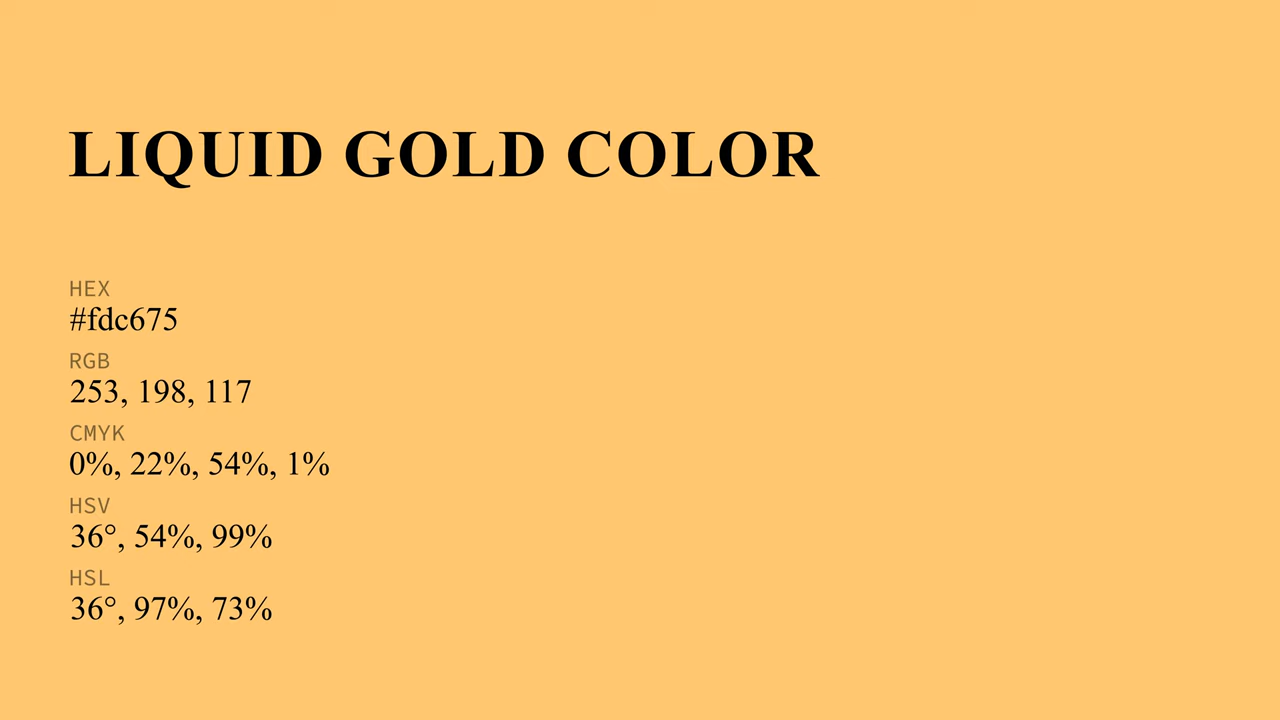 LIQUID GOLD COLOR
HEX
#fdc675
RGB
253, 198, 117
CMYK
0%, 22%, 54%, 1%
HSV
36°, 54%, 99%
HSL
36°, 97%, 73%